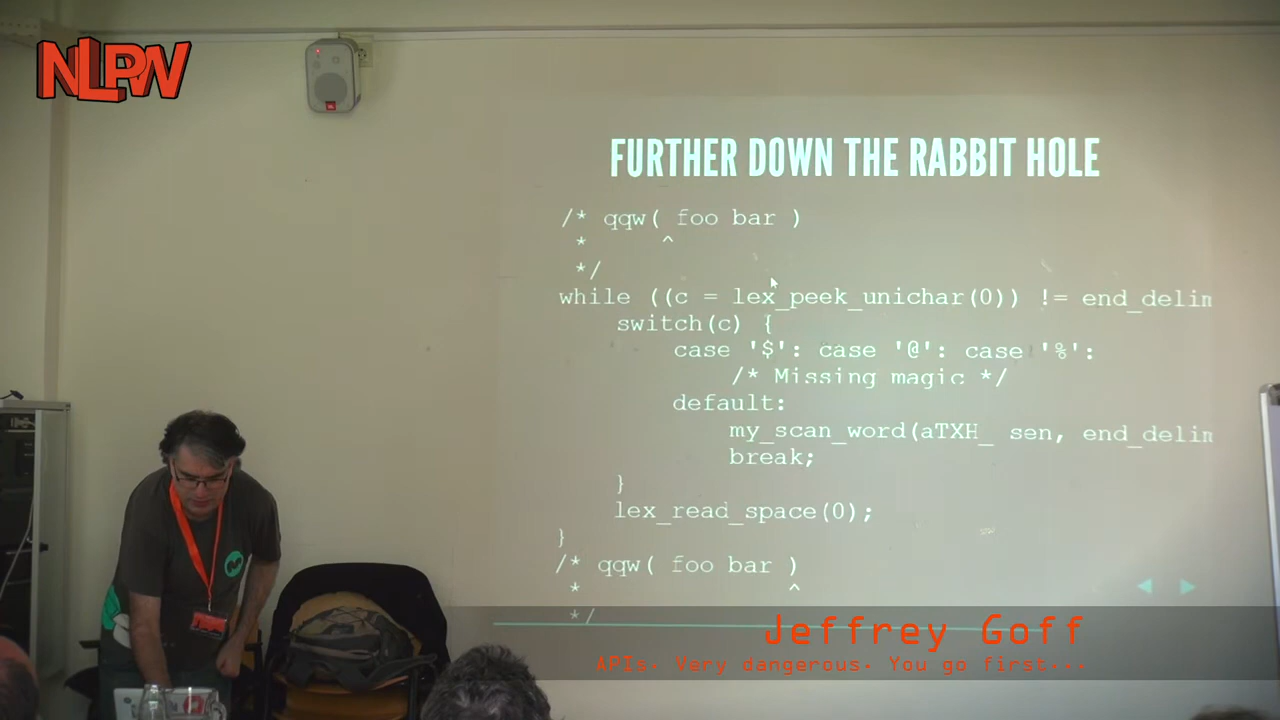 NLPW
FURTHER DOWN THE RABBIT HOLE
/* qqw( foo bar )
* ^
*/
while ((c = lex_peek_unichar(0)) != end_delim
switch(c) {
case '$': case '@': case '%':
/* Missing magic */
default:
my_scan_word(aTXH_ sen, end_delim
break;
}
lex_read_space(0);
}
/* qqw( foo bar )
* ^
*/
Jeffrey Goff
APIs. Very dangerous. You go first...